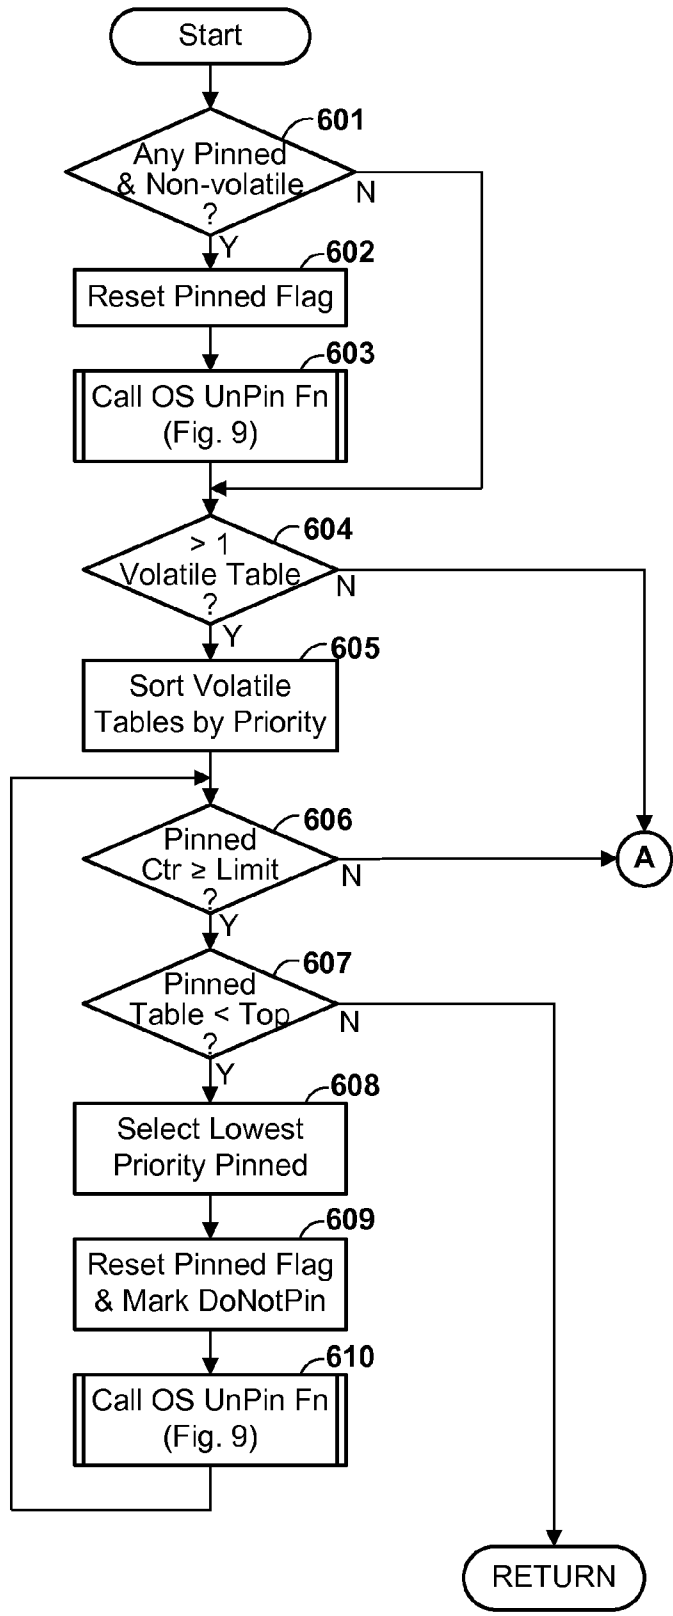 Start
601
Any Pinned
& Non-volatile
?
N
Y
602
Reset Pinned Flag
603
Call OS UnPin Fn
(Fig. 9)
604
> 1
Volatile Table
?
N
Y
605
Sort Volatile
Tables by Priority
606
Pinned
Ctr ≥ Limit
?
N
A
Y
607
Pinned
Table < Top
?
N
Y
608
Select Lowest
Priority Pinned
609
Reset Pinned Flag
& Mark DoNotPin
610
Call OS UnPin Fn
(Fig. 9)
RETURN